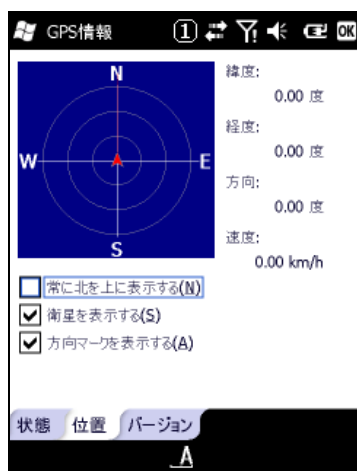 GPS情報 1 OK
N
W E
S
緯度:
0.00 度
経度:
0.00 度
方向:
0.00 度
速度:
0.00 km/h
常に北を上に表示する(N)
衛星を表示する(S)
方向マークを表示する(A)
状態 位置 バージョン
A